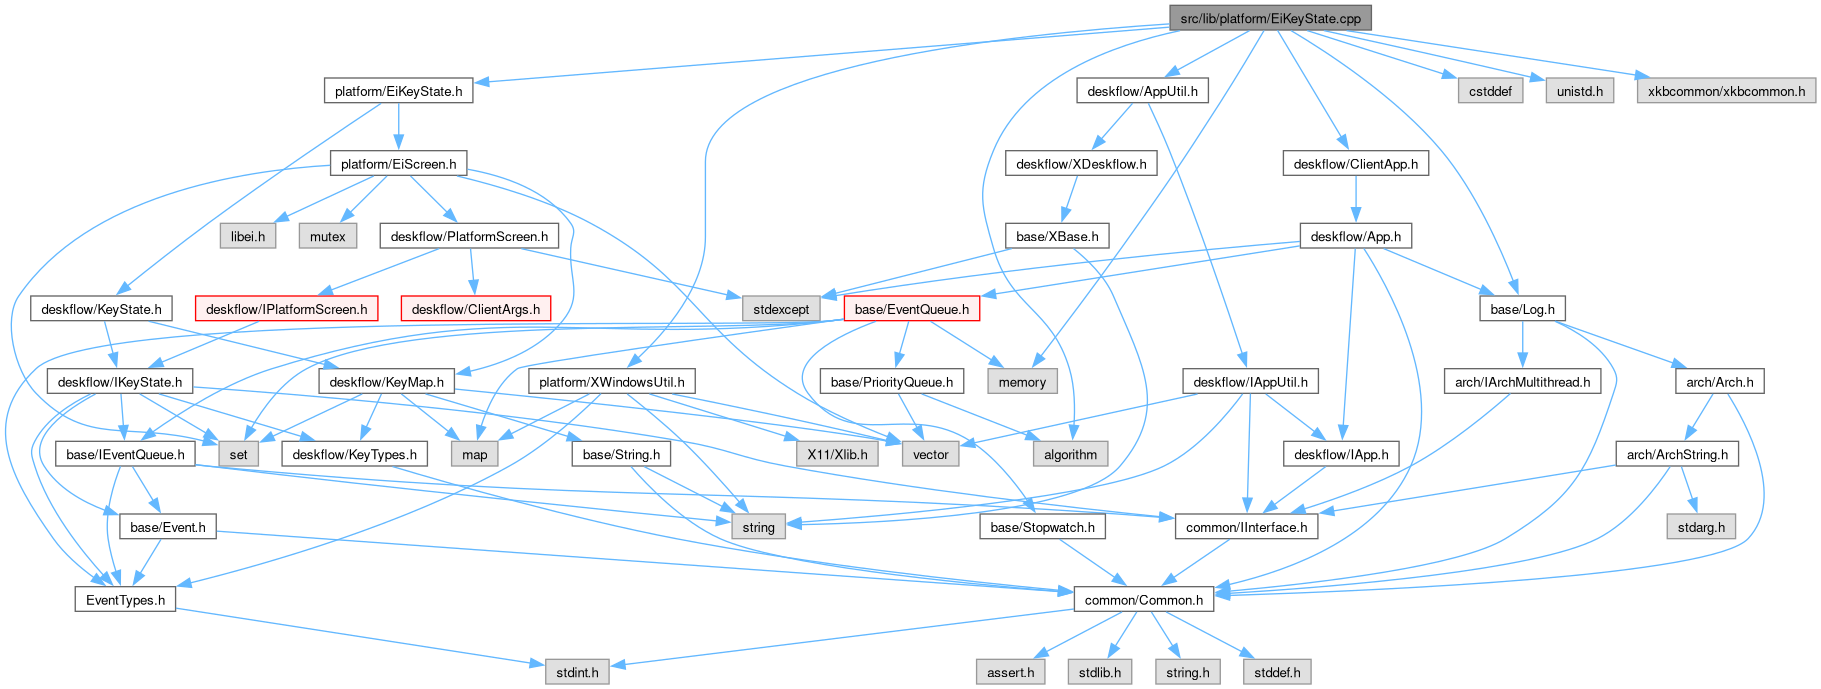 src/lib/platform/EiKeyState.cpp
platform/EiKeyState.h
deskflow/AppUtil.h
cstddef
unistd.h
xkbcommon/xkbcommon.h
platform/EiScreen.h
deskflow/XDeskflow.h
deskflow/ClientApp.h
libei.h
mutex
deskflow/PlatformScreen.h
base/XBase.h
deskflow/App.h
deskflow/KeyState.h
deskflow/IPlatformScreen.h
deskflow/ClientArgs.h
stdexcept
base/EventQueue.h
base/Log.h
deskflow/IKeyState.h
deskflow/KeyMap.h
platform/XWindowsUtil.h
base/PriorityQueue.h
memory
deskflow/IAppUtil.h
arch/IArchMultithread.h
arch/Arch.h
base/IEventQueue.h
set
deskflow/KeyTypes.h
map
base/String.h
X11/Xlib.h
vector
algorithm
deskflow/IApp.h
arch/ArchString.h
base/Event.h
string
base/Stopwatch.h
common/IInterface.h
stdarg.h
EventTypes.h
common/Common.h
stdint.h
assert.h
stdlib.h
string.h
stddef.h